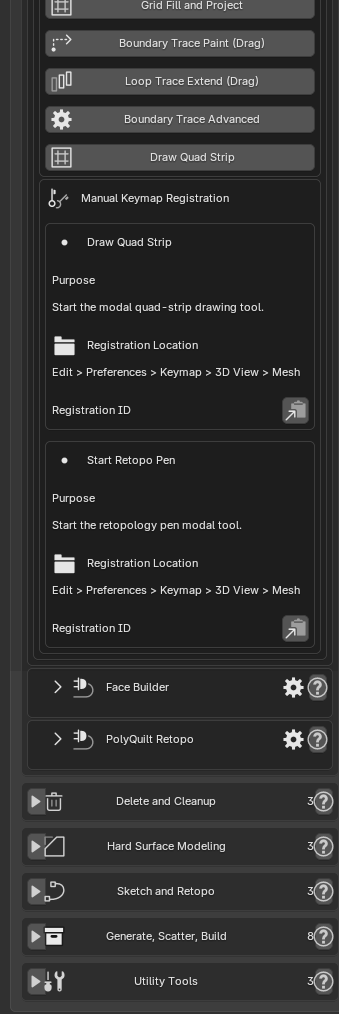 Grid Fill and Project
Boundary Trace Paint (Drag)
Loop Trace Extend (Drag)
Boundary Trace Advanced
Draw Quad Strip
Manual Keymap Registration
Draw Quad Strip
Purpose
Start the modal quad-strip drawing tool.
Registration Location
Edit > Preferences > Keymap > 3D View > Mesh
Registration ID
Start Retopo Pen
Purpose
Start the retopology pen modal tool.
Registration Location
Edit > Preferences > Keymap > 3D View > Mesh
Registration ID
Face Builder
PolyQuilt Retopo
Delete and Cleanup 3
Hard Surface Modeling 3
Sketch and Retopo 3
Generate, Scatter, Build 8
Utility Tools 3